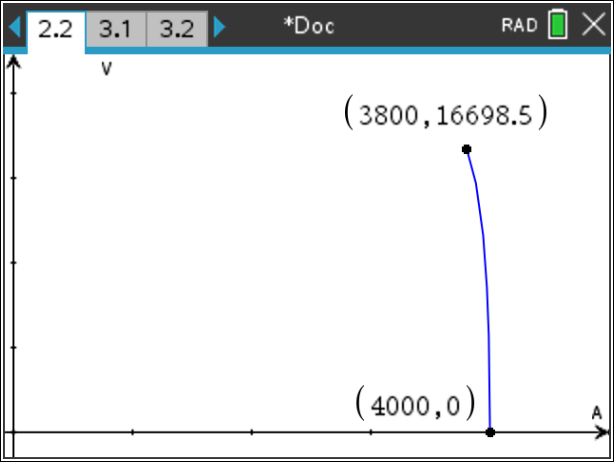 2.2 3.1 3.2 *Doc RAD
V
(3800,16698.5)
(4000,0)
A